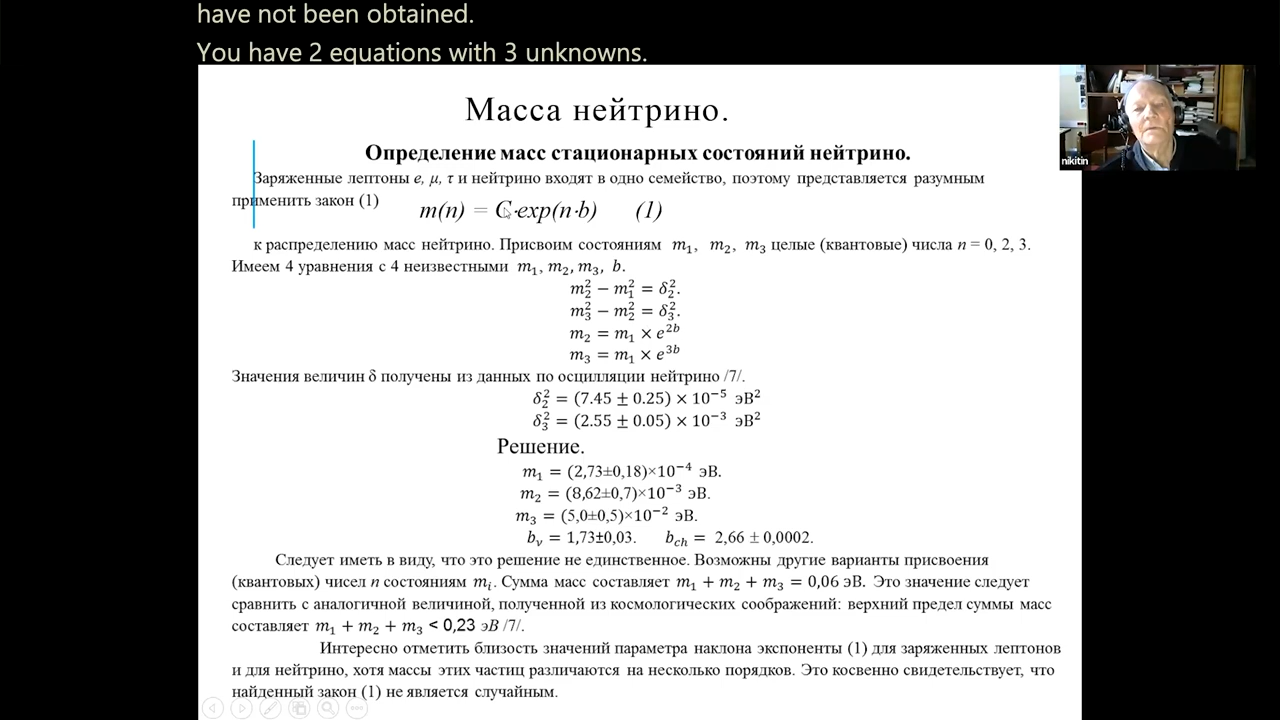 have not been obtained.
You have 2 equations with 3 unknowns.
nikitin
Масса нейтрино.
Определение масс стационарных состояний нейтрино.
Заряженные лептоны e, μ, τ и нейтрино входят в одно семейство, поэтому представляется разумным
применить закон (1)
m(n) = C·exp(n·b) (1)
к распределению масс нейтрино. Присвоим состояниям m₁, m₂, m₃ целые (квантовые) числа n = 0, 2, 3.
Имеем 4 уравнения с 4 неизвестными m₁, m₂, m₃, b.
m₂² − m₁² = δ₂².
m₃² − m₂² = δ₃².
m₂ = m₁ × e²ᵇ
m₃ = m₁ × e³ᵇ
Значения величин δ получены из данных по осцилляции нейтрино /7/.
δ₂² = (7.45 ± 0.25) × 10⁻⁵ эВ²
δ₃² = (2.55 ± 0.05) × 10⁻³ эВ²
Решение.
m₁ = (2,73±0,18)×10⁻⁴ эВ.
m₂ = (8,62±0,7)×10⁻³ эВ.
m₃ = (5,0±0,5)×10⁻² эВ.
b_ν = 1,73±0,03. b_ch = 2,66 ± 0,0002.
Следует иметь в виду, что это решение не единственное. Возможны другие варианты присвоения
(квантовых) чисел n состояниям mᵢ. Сумма масс составляет m₁ + m₂ + m₃ = 0,06 эВ. Это значение следует
сравнить с аналогичной величиной, полученной из космологических соображений: верхний предел суммы масс
составляет m₁ + m₂ + m₃ < 0,23 эВ /7/.
Интересно отметить близость значений параметра наклона экспоненты (1) для заряженных лептонов
и для нейтрино, хотя массы этих частиц различаются на несколько порядков. Это косвенно свидетельствует, что
найденный закон (1) не является случайным.